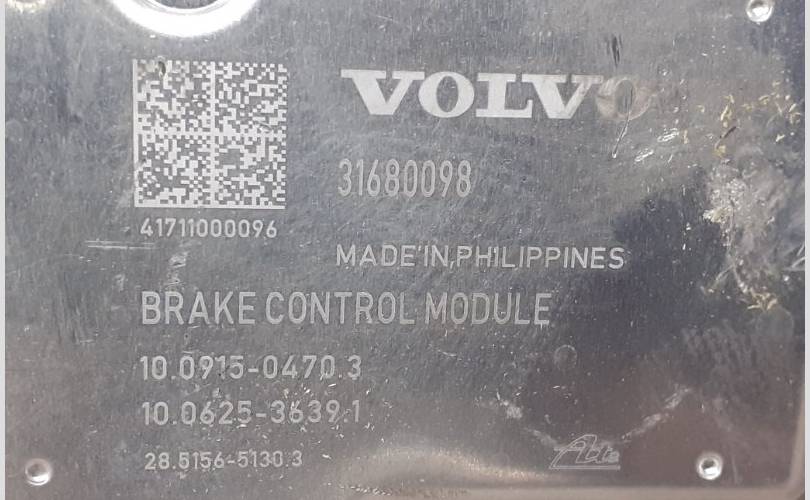 VOLVO
31680098
41711000096
MADE IN PHILIPPINES
BRAKE CONTROL MODULE
10.0915-0470.3
10.0625-3639.1
28.5156-5130.3
Ate